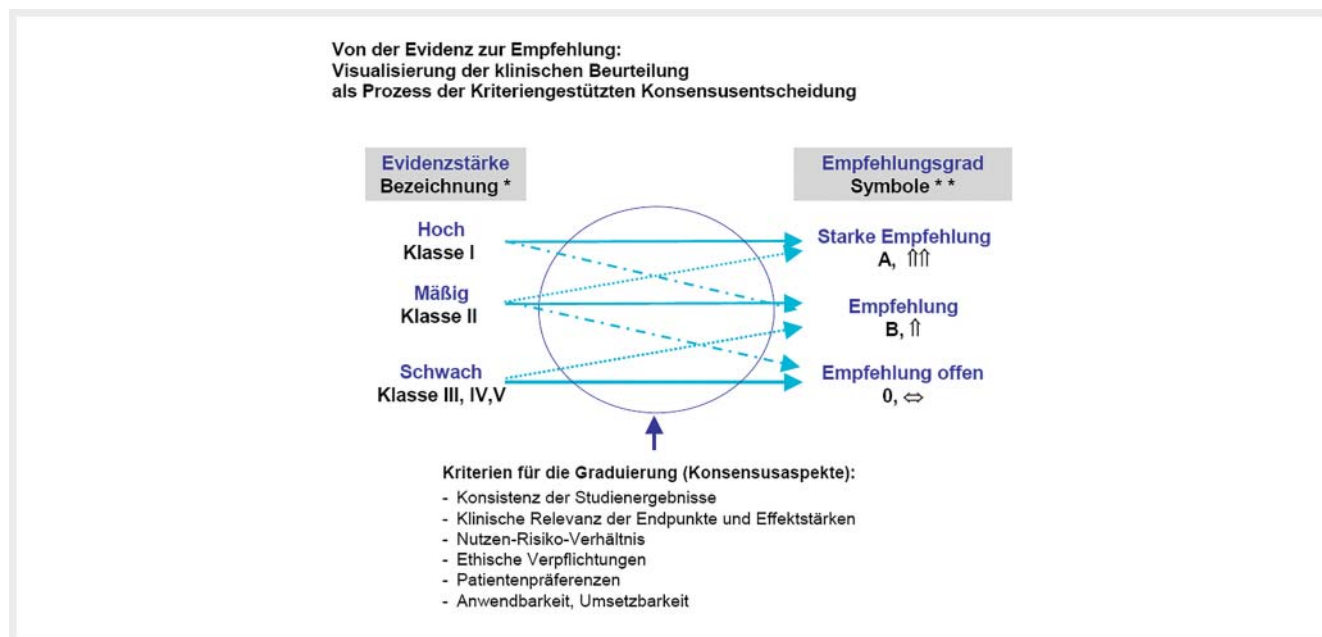 Von der Evidenz zur Empfehlung:
Visualisierung der klinischen Beurteilung
als Prozess der Kriteriengestützten Konsensusentscheidung
Evidenzstärke
Bezeichnung *
Empfehlungsgrad
Symbole * *
Hoch
Klasse I
Starke Empfehlung
A, ⇑⇑
Mäßig
Klasse II
Empfehlung
B, ⇑
Schwach
Klasse III, IV,V
Empfehlung offen
0, ⇔
Kriterien für die Graduierung (Konsensusaspekte):
- Konsistenz der Studienergebnisse
- Klinische Relevanz der Endpunkte und Effektstärken
- Nutzen-Risiko-Verhältnis
- Ethische Verpflichtungen
- Patientenpräferenzen
- Anwendbarkeit, Umsetzbarkeit